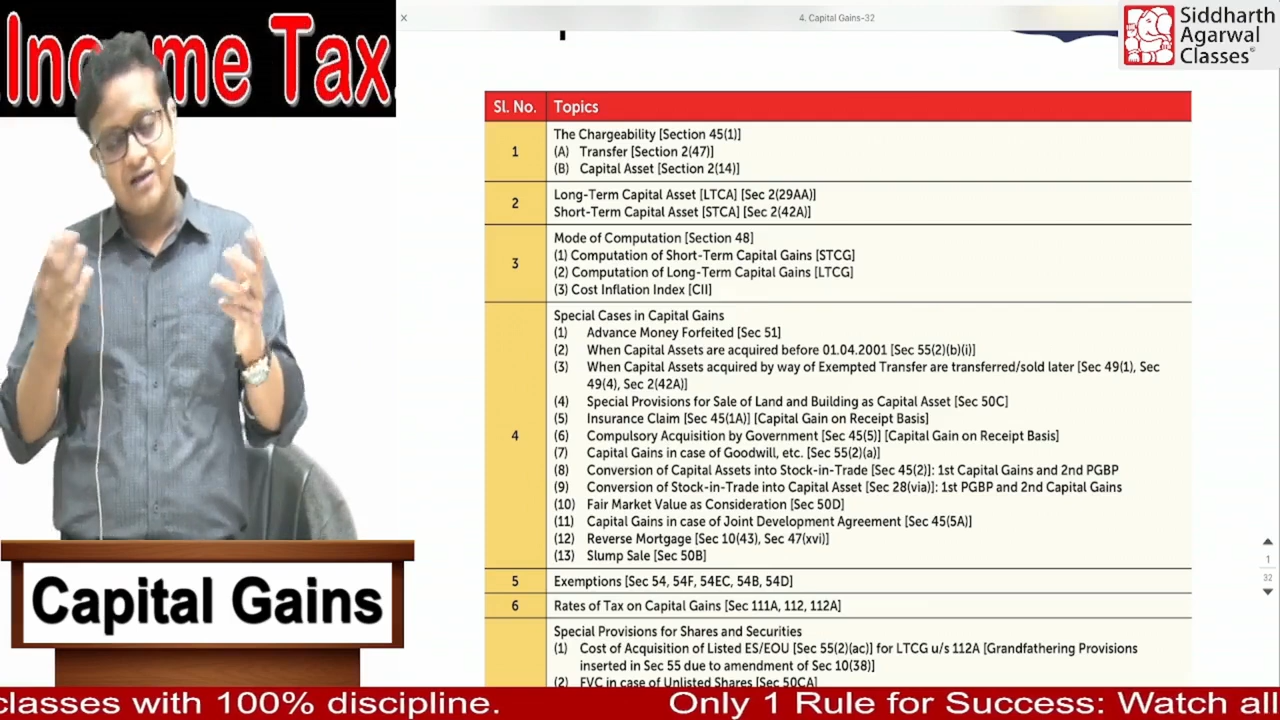 Income Tax.
4. Capital Gains-32
Siddharth
Agarwal
Classes
Sl. No. Topics
1
The Chargeability [Section 45(1)]
(A) Transfer [Section 2(47)]
(B) Capital Asset [Section 2(14)]
2
Long-Term Capital Asset [LTCA] [Sec 2(29AA)]
Short-Term Capital Asset [STCA] [Sec 2(42A)]
3
Mode of Computation [Section 48]
(1) Computation of Short-Term Capital Gains [STCG]
(2) Computation of Long-Term Capital Gains [LTCG]
(3) Cost Inflation Index [CII]
4
Special Cases in Capital Gains
(1) Advance Money Forfeited [Sec 51]
(2) When Capital Assets are acquired before 01.04.2001 [Sec 55(2)(b)(i)]
(3) When Capital Assets acquired by way of Exempted Transfer are transferred/sold later [Sec 49(1), Sec
49(4), Sec 2(42A)]
(4) Special Provisions for Sale of Land and Building as Capital Asset [Sec 50C]
(5) Insurance Claim [Sec 45(1A)] [Capital Gain on Receipt Basis]
(6) Compulsory Acquisition by Government [Sec 45(5)] [Capital Gain on Receipt Basis]
(7) Capital Gains in case of Goodwill, etc. [Sec 55(2)(a)]
(8) Conversion of Capital Assets into Stock-in-Trade [Sec 45(2)]: 1st Capital Gains and 2nd PGBP
(9) Conversion of Stock-in-Trade into Capital Asset [Sec 28(via)]: 1st PGBP and 2nd Capital Gains
(10) Fair Market Value as Consideration [Sec 50D]
(11) Capital Gains in case of Joint Development Agreement [Sec 45(5A)]
(12) Reverse Mortgage [Sec 10(43), Sec 47(xvi)]
(13) Slump Sale [Sec 50B]
5 Exemptions [Sec 54, 54F, 54EC, 54B, 54D]
6 Rates of Tax on Capital Gains [Sec 111A, 112, 112A]
Special Provisions for Shares and Securities
(1) Cost of Acquisition of Listed ES/EOU [Sec 55(2)(ac)] for LTCG u/s 112A [Grandfathering Provisions
inserted in Sec 55 due to amendment of Sec 10(38)]
(2) FVC in case of Unlisted Shares [Sec 50CA]
1
32
Capital Gains
classes with 100% discipline. Only 1 Rule for Success: Watch all